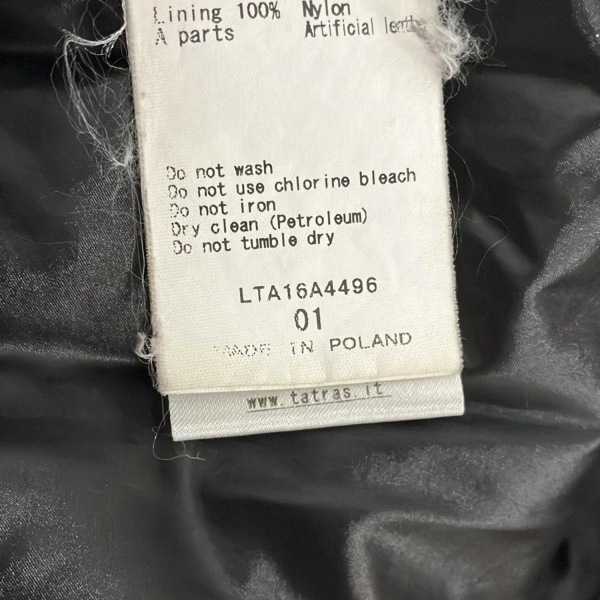 Lining 100% Nylon
A parts Artificial leather
Do not wash
Do not use chlorine bleach
Do not iron
Dry clean (Petroleum)
Do not tumble dry
LTA16A4496
01
MADE IN POLAND
www.tatras.it